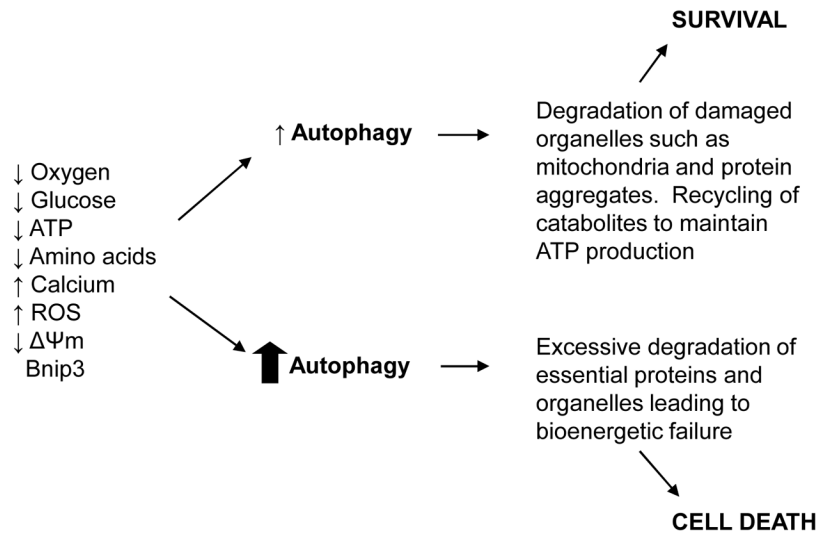 SURVIVAL
↑ Autophagy
Degradation of damaged
organelles such as
mitochondria and protein
aggregates.  Recycling of
catabolites to maintain
ATP production
↓ Oxygen
↓ Glucose
↓ ATP
↓ Amino acids
↑ Calcium
↑ ROS
↓ ΔΨm
Bnip3
Autophagy
Excessive degradation of
essential proteins and
organelles leading to
bioenergetic failure
CELL DEATH